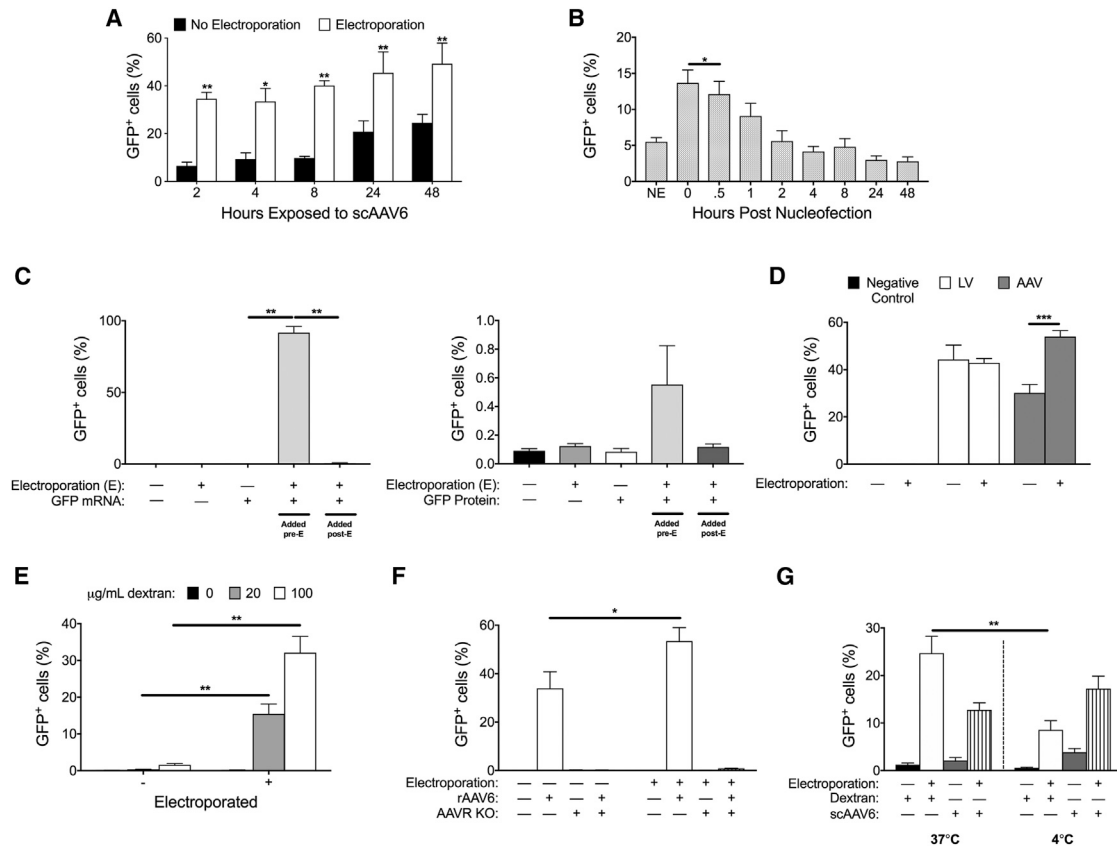 A
No Electroporation Electroporation
GFP+ cells (%)
60
40
20
0
** * ** ** **
2 4 8 24 48
Hours Exposed to scAAV6
B
GFP+ cells (%)
20
15
10
5
0
*
NE 0 .5 1 2 4 8 24 48
Hours Post Nucleofection
C
GFP+ cells (%)
100
50
0
** **
Electroporation (E): — + — + +
GFP mRNA: — — + + +
Added pre-E Added post-E
GFP+ cells (%)
1.0
0.8
0.6
0.4
0.2
0.0
Electroporation (E): — + — + +
GFP Protein: — — + + +
Added pre-E Added post-E
D
Negative Control LV AAV
GFP+ cells (%)
60
40
20
0
***
Electroporation: — + — + — +
E
μg/mL dextran: 0 20 100
GFP+ cells (%)
40
30
20
10
0
**
**
- +
Electroporated
F
GFP+ cells (%)
60
40
20
0
*
Electroporation: — — — — + + + +
rAAV6: — + — + — + — +
AAVR KO: — — + + — — + +
G
GFP+ cells (%)
30
20
10
0
**
Electroporation: — + — + — + — +
Dextran: + + — — + + — —
scAAV6: — — + + — — + +
37°C 4°C